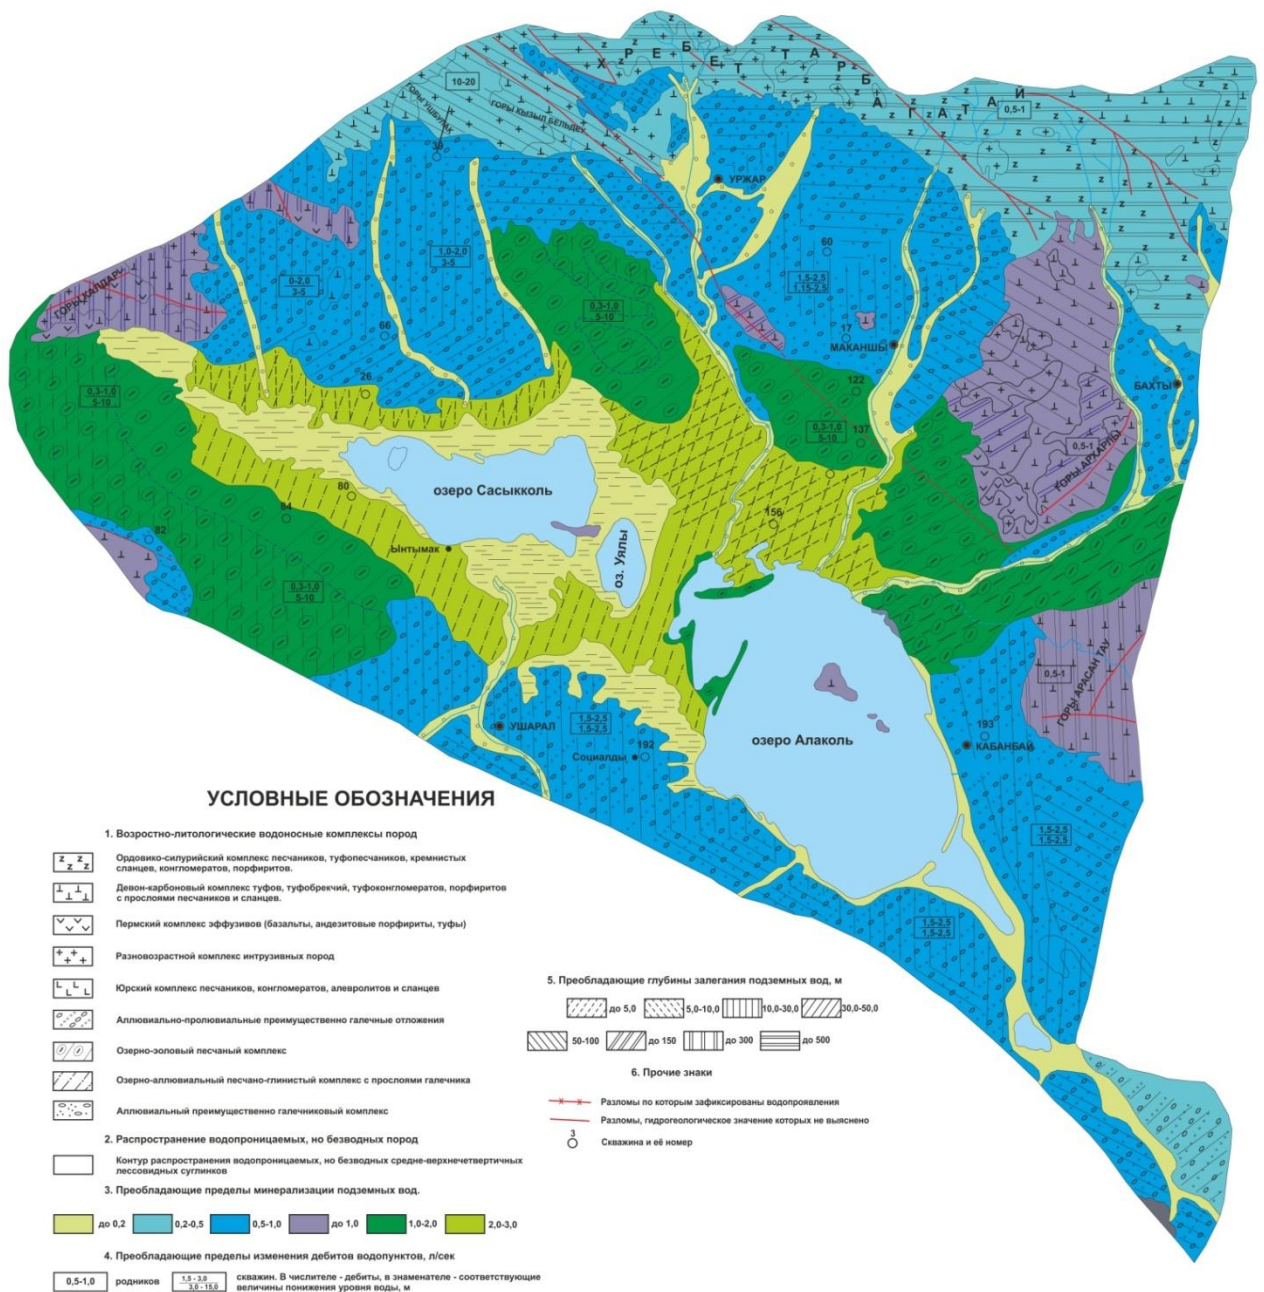 ХРЕБЕТ ТАРБАГАТАЙ
10-20
ГОРЫ УШБУЛАК
ГОРЫ КЫЗЫЛ БЕЛЬДЕУ
0,5-1
39
УРЖАР
60
1,0-2,0
3-5
0-2,0
3-5
1,5-2,5
1,15-2,5
ГОРЫ ХАЛДАР
0,3-1,0
5-10
66
17
МАКАНШЫ
26
122
БАХТЫ
0,3-1,0
5-10
137
0,3-1,0
5-10
0,5-1
ГОРЫ АРХАРЛЫ
80
озеро Сасыкколь
84
156
82
Ынтымак
оз. Уялы
0,3-1,0
5-10
0,5-1
ГОРЫ АРАСАН ТАУ
1,5-2,5
1,5-2,5
УШАРАЛ
193
КАБАНБАЙ
озеро Алаколь
192
Социалды
1,5-2,5
1,5-2,5
1,5-2,5
1,5-2,5
УСЛОВНЫЕ ОБОЗНАЧЕНИЯ
1. Возростно-литологические водоносные комплексы пород
z z z z
Ордовико-силурийский комплекс песчаников, туфопесчаников, кремнистых
сланцев, конгломератов, порфиритов.
Девон-карбоновый комплекс туфов, туфобрекчий, туфоконгломератов, порфиритов
с прослоями песчаников и сланцев.
Пермский комплекс эффузивов (базальты, андезитовые порфириты, туфы)
Разновозрастной комплекс интрузивных пород
Юрский комплекс песчаников, конгломератов, алевролитов и сланцев
Аллювиально-пролювиальные преимущественно галечные отложения
Озерно-эоловый песчаный комплекс
Озерно-аллювиальный песчано-глинистый комплекс с прослоями галечника
Аллювиальный преимущественно галечниковый комплекс
2. Распространение водопроницаемых, но безводных пород
Контур распространения водопроницаемых, но безводных средне-верхнечетвертичных
лессовидных суглинков
3. Преобладающие пределы минерализации подземных вод.
до 0,2 0,2-0,5 0,5-1,0 до 1,0 1,0-2,0 2,0-3,0
4. Преобладающие пределы изменения дебитов водопунктов, л/сек
0,5-1,0 родников
1,5 - 3,0
3,0 - 15,0
скважин. В числителе - дебиты, в знаменателе - соответствующие
величины понижения уровня воды, м
5. Преобладающие глубины залегания подземных вод, м
до 5,0 5,0-10,0 10,0-30,0 30,0-50,0
50-100 до 150 до 300 до 500
6. Прочие знаки
Разломы по которым зафиксированы водопроявления
Разломы, гидрогеологическое значение которых не выяснено
3
Скважина и её номер